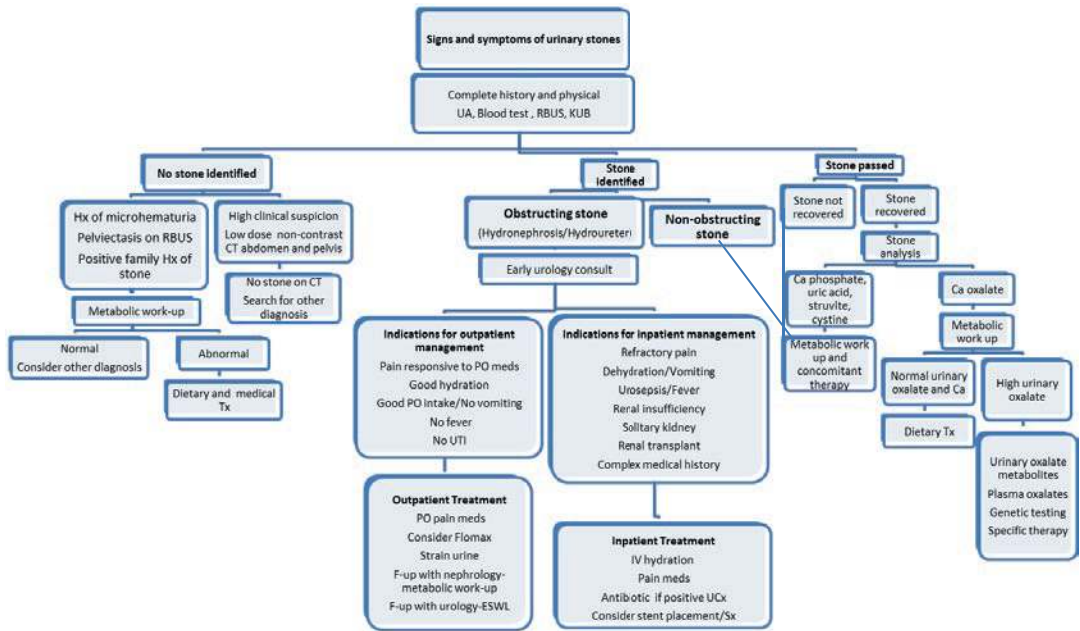 Signs and symptoms of urinary stones
Complete history and physical
UA, Blood test , RBUS, KUB
No stone identified
Hx of microhematuria
Pelviectasis on RBUS
Positive family Hx of
stone
Metabolic work-up
Normal
Consider other diagnosis
Abnormal
Dietary and medical
Tx
High clinical suspicion
Low dose non-contrast
CT abdomen and pelvis
No stone on CT
Search for other
diagnosis
Stone
identified
Obstructing stone
(Hydronephrosis/Hydroureter)
Non-obstructing
stone
Early urology consult
Indications for outpatient
management
Pain responsive to PO meds
Good hydration
Good PO intake/No vomiting
No fever
No UTI
Outpatient Treatment
PO pain meds
Consider Flomax
Strain urine
F-up with nephrology-
metabolic work-up
F-up with urology-ESWL
Indications for inpatient management
Refractory pain
Dehydration/Vomiting
Urosepsis/Fever
Renal insufficiency
Solitary kidney
Renal transplant
Complex medical history
Inpatient Treatment
IV hydration
Pain meds
Antibiotic if positive UCx
Consider stent placement/Sx
Stone passed
Stone not
recovered
Stone
recovered
Stone
analysis
Ca phosphate,
uric acid,
struvite,
cystine
Metabolic work
up and
concomitant
therapy
Ca oxalate
Metabolic
work up
Normal urinary
oxalate and Ca
Dietary Tx
High urinary
oxalate
Urinary oxalate
metabolites
Plasma oxalates
Genetic testing
Specific therapy